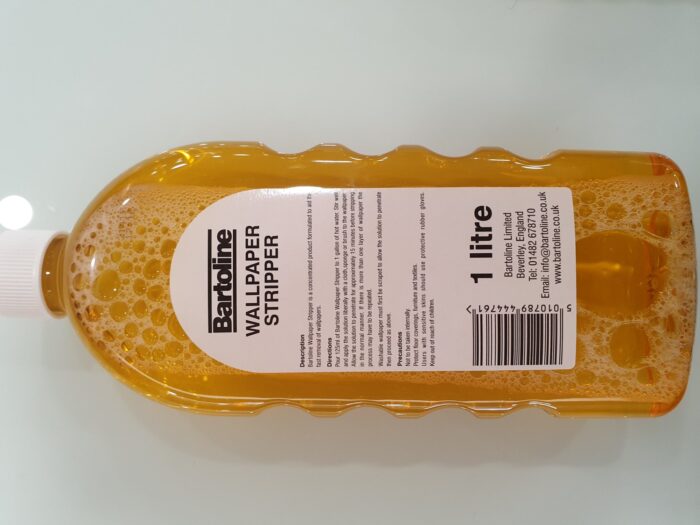 Bartoline
WALLPAPER
STRIPPER
Description
Bartoline Wallpaper Stripper is a concentrated product formulated to aid the
fast removal of wallpapers.
Directions
Pour 125ml of Bartoline Wallpaper Stripper to 1 gallon of hot water. Stir well
and apply the solution liberally with a cloth, sponge or brush to the wallpaper.
Allow the solution to penetrate for approximately 15 minutes before stripping
in the normal manner. If there is more than one layer of wallpaper the
process may have to be repeated.
Washable wallpaper must first be scraped to allow the solution to penetrate
then proceed as above.
Precautions
Not to be taken internally.
Protect floor coverings, furniture and textiles.
Users with sensitive skins should use protective rubber gloves.
Keep out of reach of children.
1 litre
Bartoline Limited
Beverley, England
Tel: 01482 678710
Email: info@bartoline.co.uk
www.bartoline.co.uk
5 010789 444761